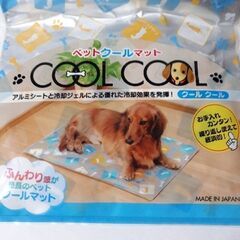 ペットクールマット
COOL COOL
アルミシートと冷却ジェルによる優れた冷却効果を発揮!
クール クール
お手入れ
カンタン!
繰り返し使えて
経済的!
ふんわり感が
特長のペット
クールマット
MADE IN JAPAN